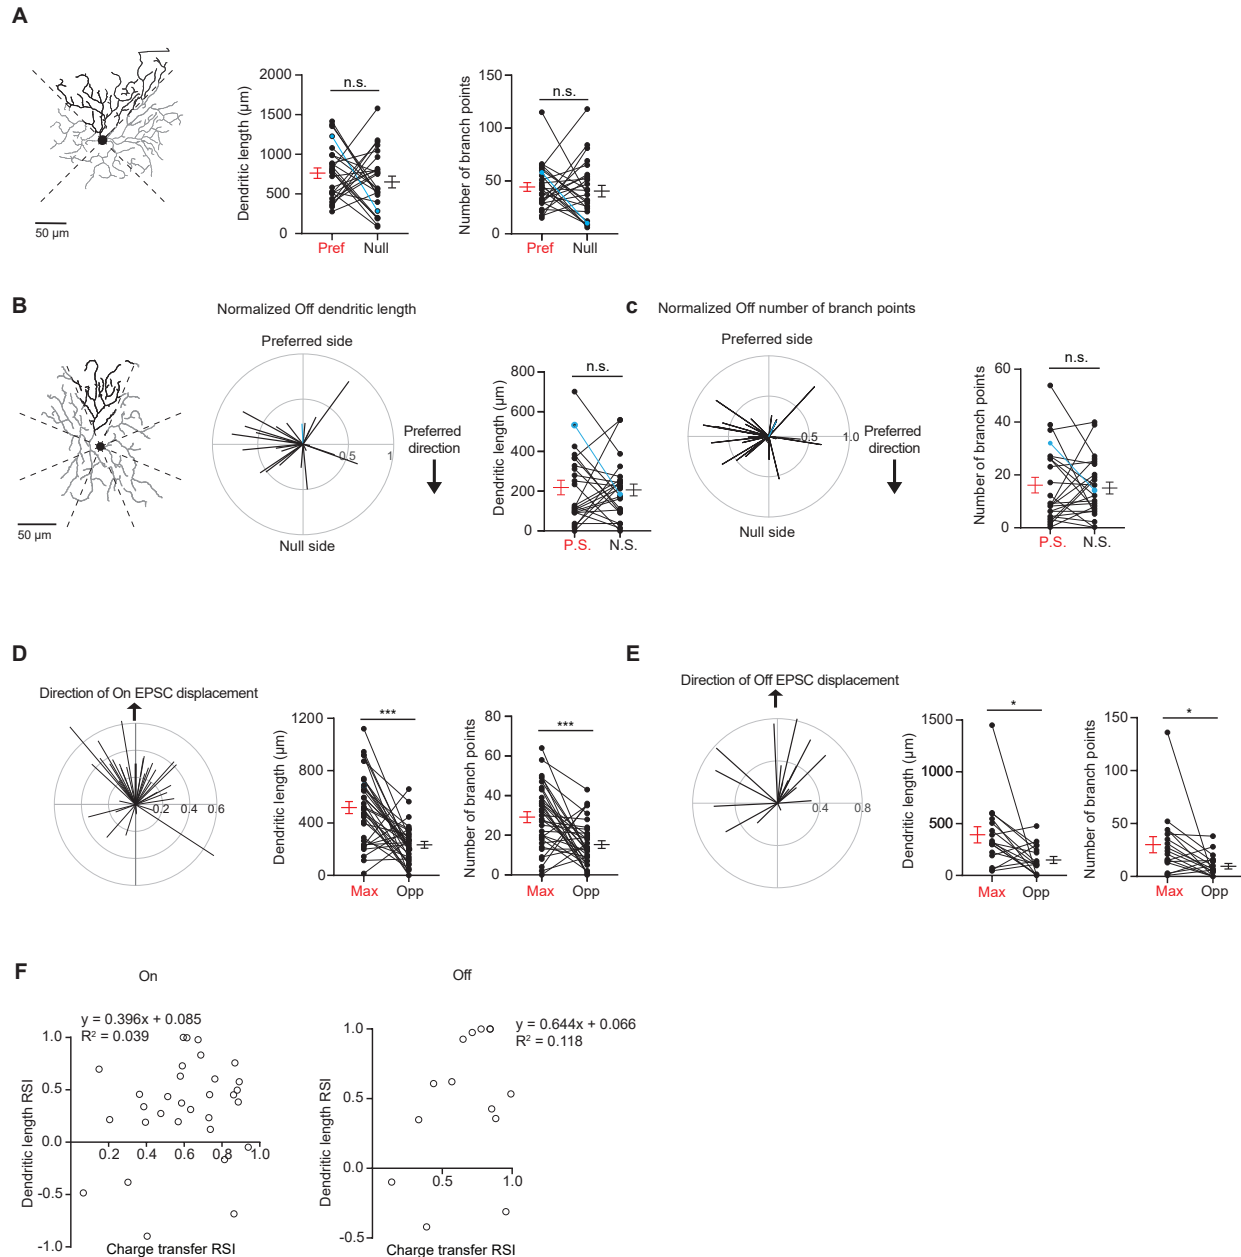 A
50 µm
Dendritic length (µm)
2000
1500
1000
500
0
n.s.
Pref
Null
Number of branch points
150
100
50
0
n.s.
Pref
Null
B
Normalized Off dendritic length
50 µm
Preferred side
0.5
1
Null side
Preferred
direction
Dendritic length (µm)
800
600
400
200
0
n.s.
P.S.
N.S.
c
Normalized Off number of branch points
Preferred side
0.5
1.0
Null side
Preferred
direction
Number of branch points
60
40
20
0
n.s.
P.S.
N.S.
D
Direction of On EPSC displacement
0.2
0.4
0.6
Dendritic length (µm)
1200
800
400
0
***
Max
Opp
Number of branch points
80
60
40
20
0
***
Max
Opp
E
Direction of Off EPSC displacement
0.4
0.8
Dendritic length (µm)
1500
1000
500
0
*
Max
Opp
Number of branch points
150
100
50
0
*
Max
Opp
F
On
y = 0.396x + 0.085
R² = 0.039
Dendritic length RSI
1.0
0.5
0.0
-0.5
-1.0
0.2
0.4
0.6
0.8
1.0
Charge transfer RSI
Off
y = 0.644x + 0.066
R² = 0.118
Dendritic length RSI
1.0
0.5
0.0
-0.5
0.5
1.0
Charge transfer RSI